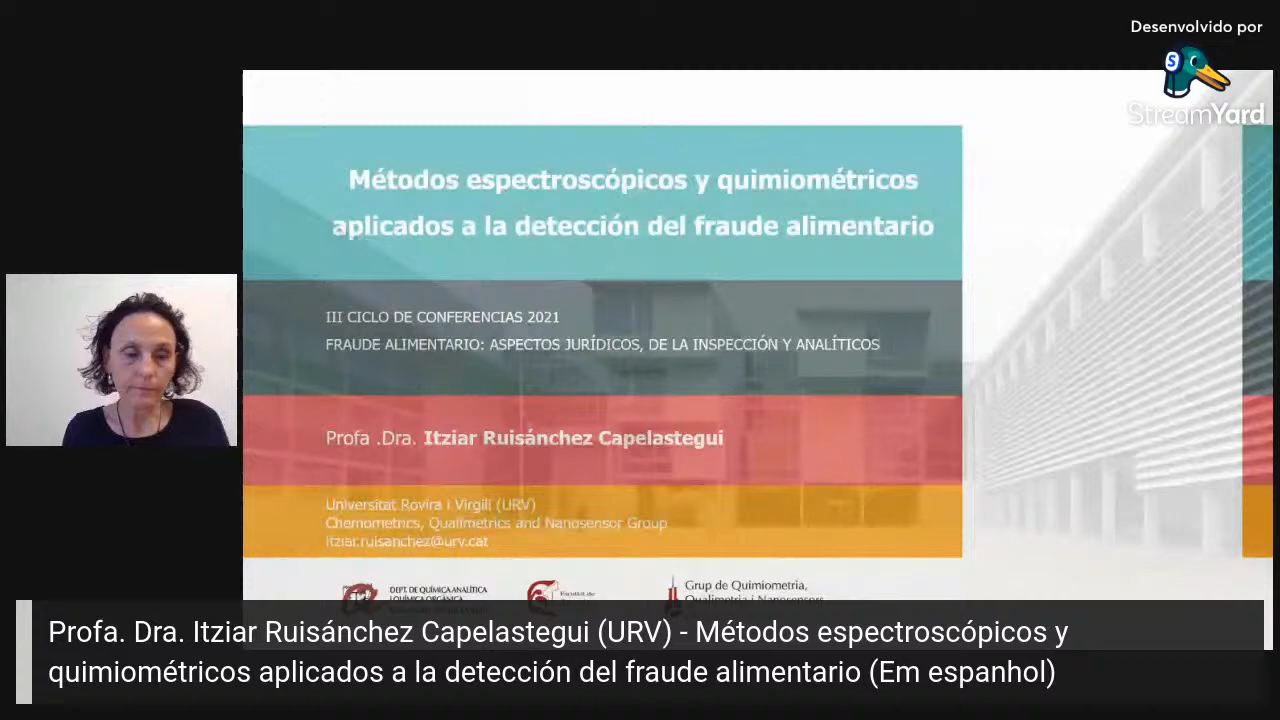 Desenvolvido por
StreamYard
Métodos espectroscópicos y quimiométricos
aplicados a la detección del fraude alimentario
III CICLO DE CONFERENCIAS 2021
FRAUDE ALIMENTARIO: ASPECTOS JURÍDICOS, DE LA INSPECCIÓN Y ANALÍTICOS
Profa .Dra. Itziar Ruisánchez Capelastegui
Universitat Rovira i Virgili (URV)
Chemometrics, Qualimetrics and Nanosensor Group
itziar.ruisanchez@urv.cat
DEPT. DE QUÍMICA ANALÍTICA
I QUÍMICA ORGÀNICA
Grup de Quimiometria,
Qualimetria i Nanosensors
Profa. Dra. Itziar Ruisánchez Capelastegui (URV) - Métodos espectroscópicos y
quimiométricos aplicados a la detección del fraude alimentario (Em espanhol)